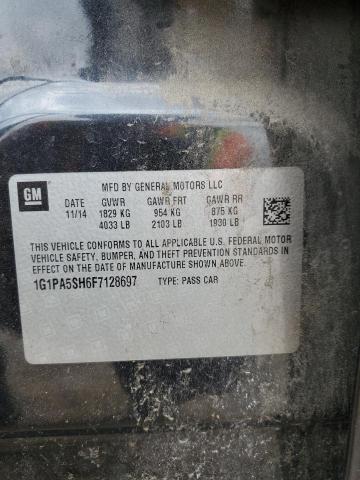 GM
MFD BY GENERAL MOTORS LLC
DATE GVWR GAWR FRT GAWR RR
11/14 1829 KG 954 KG 875 KG
4033 LB 2103 LB 1930 LB
THIS VEHICLE CONFORMS TO ALL APPLICABLE U.S. FEDERAL MOTOR
VEHICLE SAFETY, BUMPER, AND THEFT PREVENTION STANDARDS IN
EFFECT ON THE DATE OF MANUFACTURE SHOWN ABOVE.
1G1PA5SH6F7128697 TYPE: PASS CAR